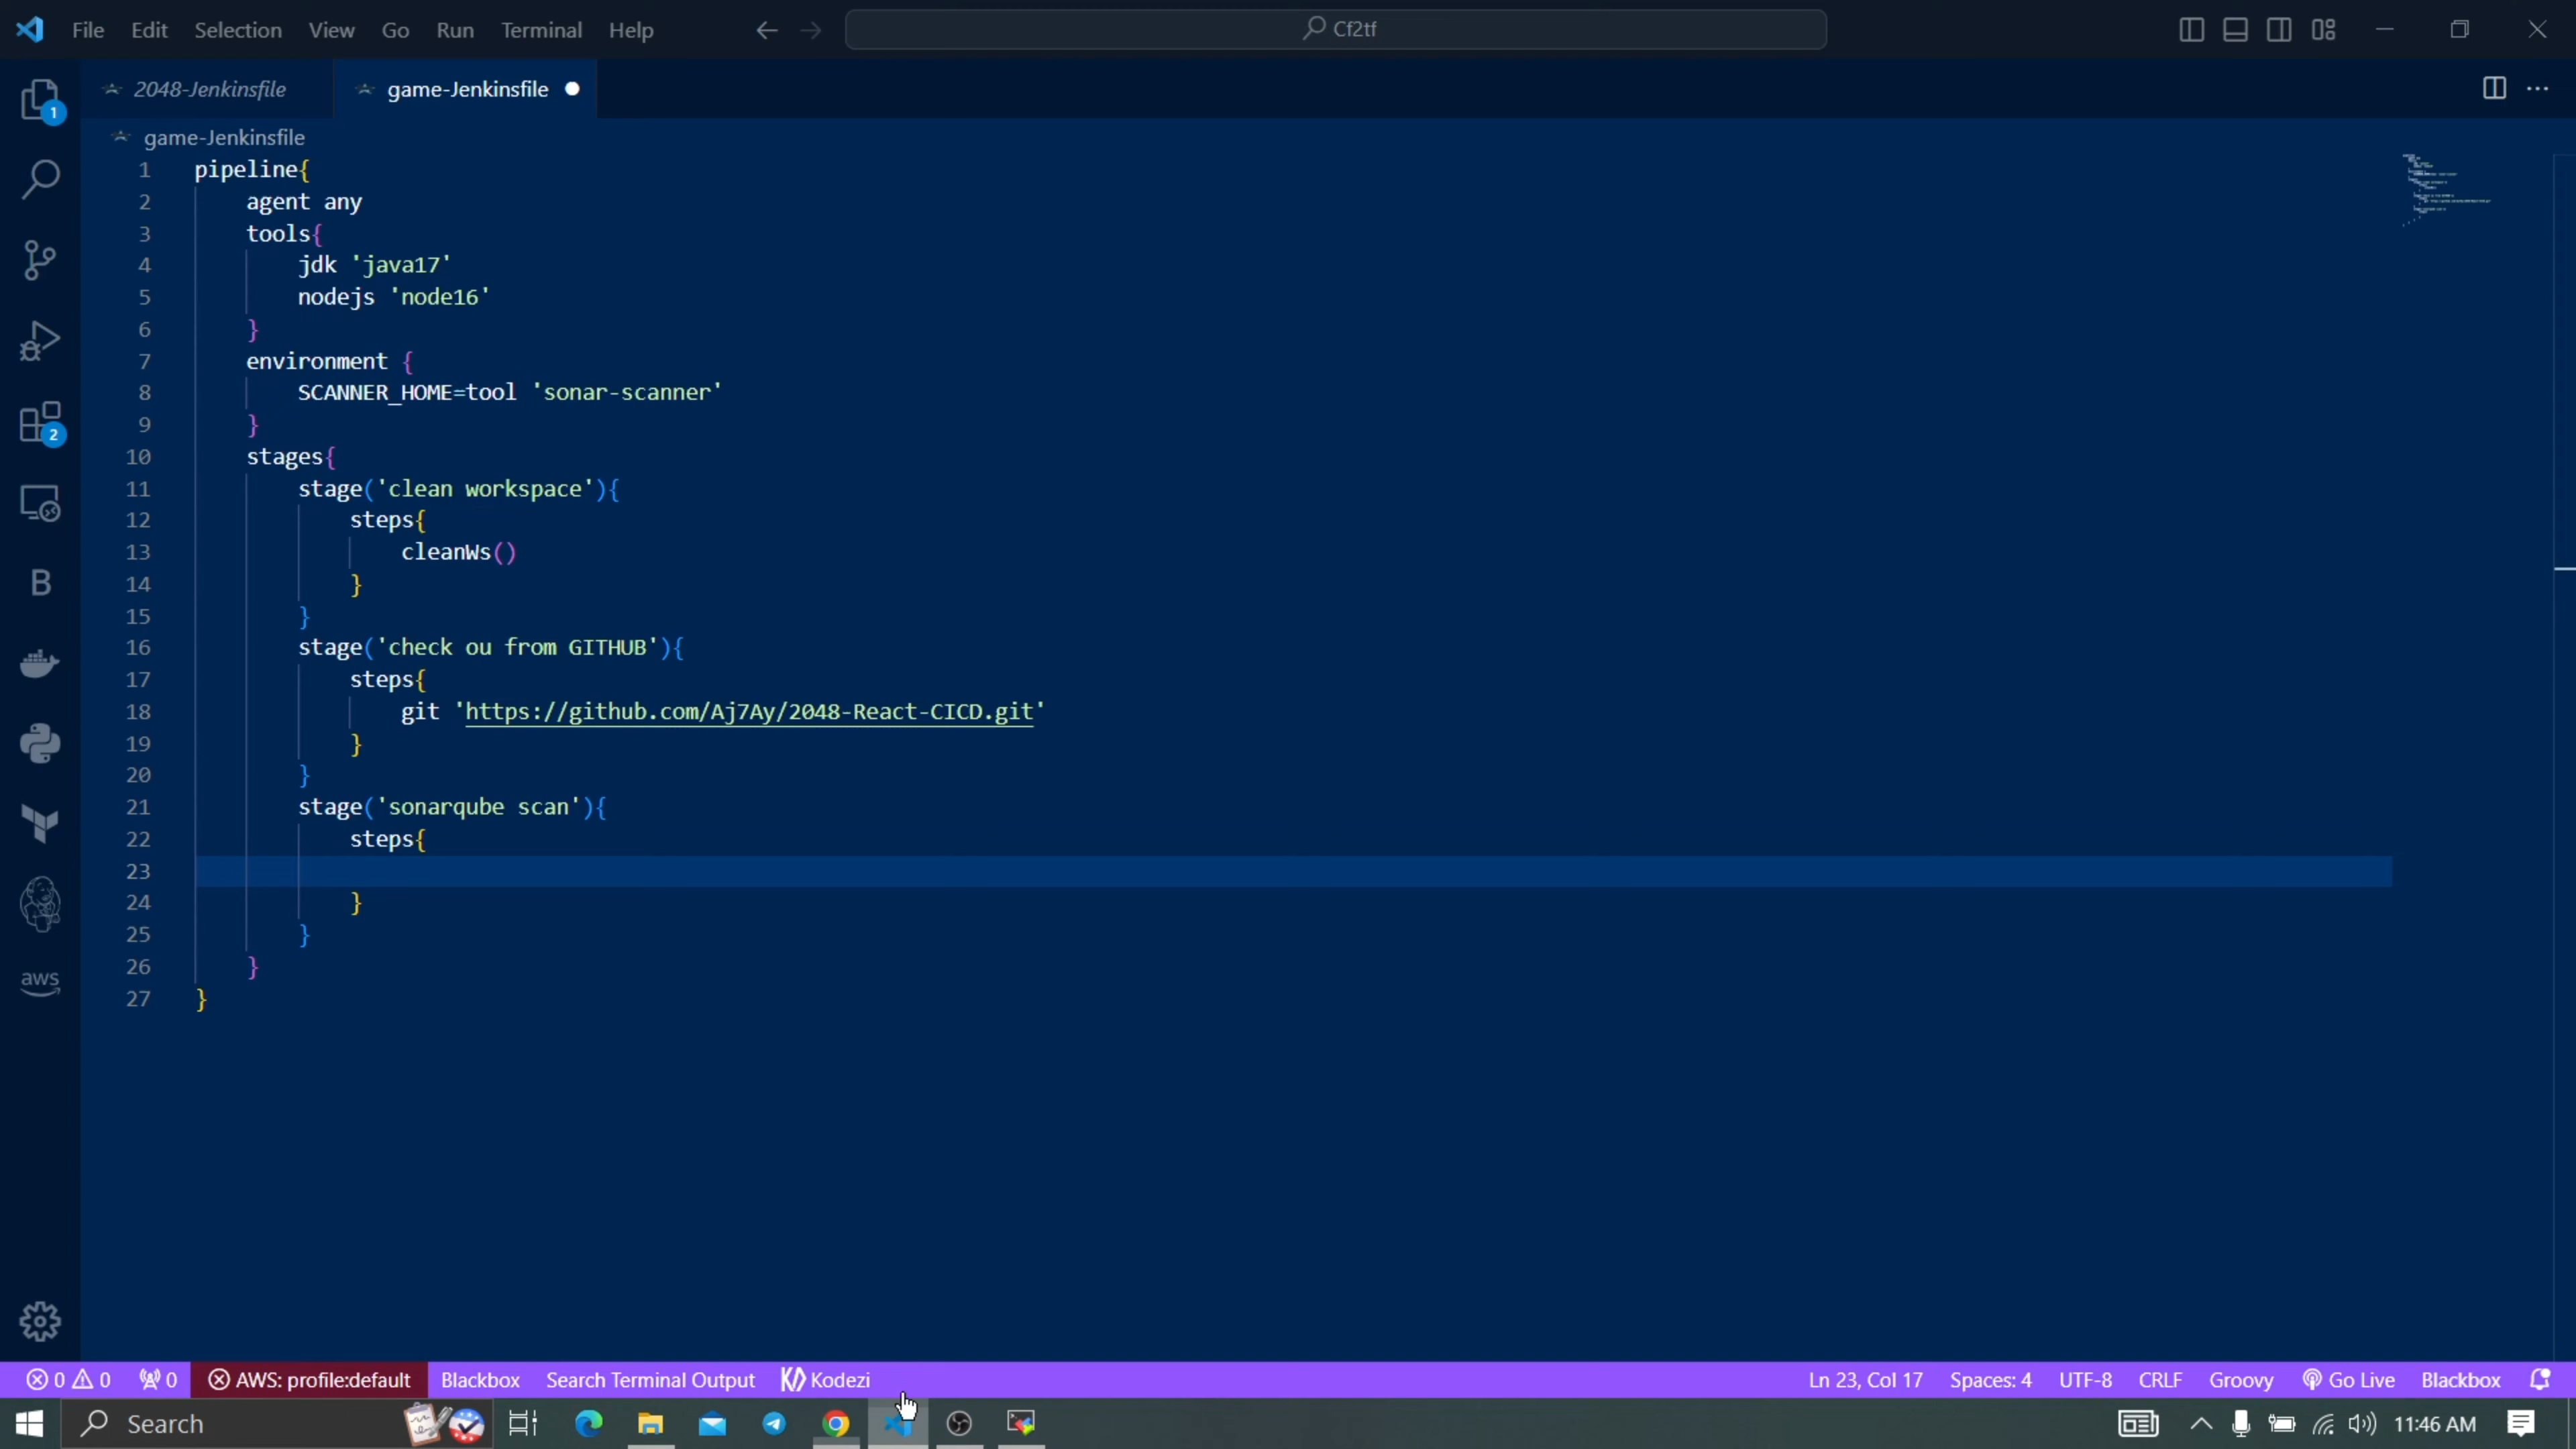 File Edit Selection View Go Run Terminal Help
Cf2tf
2048-Jenkinsfile
game-Jenkinsfile
game-Jenkinsfile
1 pipeline{
2 agent any
3 tools{
4 jdk 'java17'
5 nodejs 'node16'
6 }
7 environment {
8 SCANNER_HOME=tool 'sonar-scanner'
9 }
10 stages{
11 stage('clean workspace'){
12 steps{
13 cleanWs()
14 }
15 }
16 stage('check ou from GITHUB'){
17 steps{
18 git 'https://github.com/Aj7Ay/2048-React-CICD.git'
19 }
20 }
21 stage('sonarqube scan'){
22 steps{
23
24 }
25 }
26 }
27 }
1
2
B
aws
0 0 0 AWS: profile:default Blackbox Search Terminal Output Kodezi Ln 23, Col 17 Spaces: 4 UTF-8 CRLF Groovy Go Live Blackbox
Search 11:46 AM